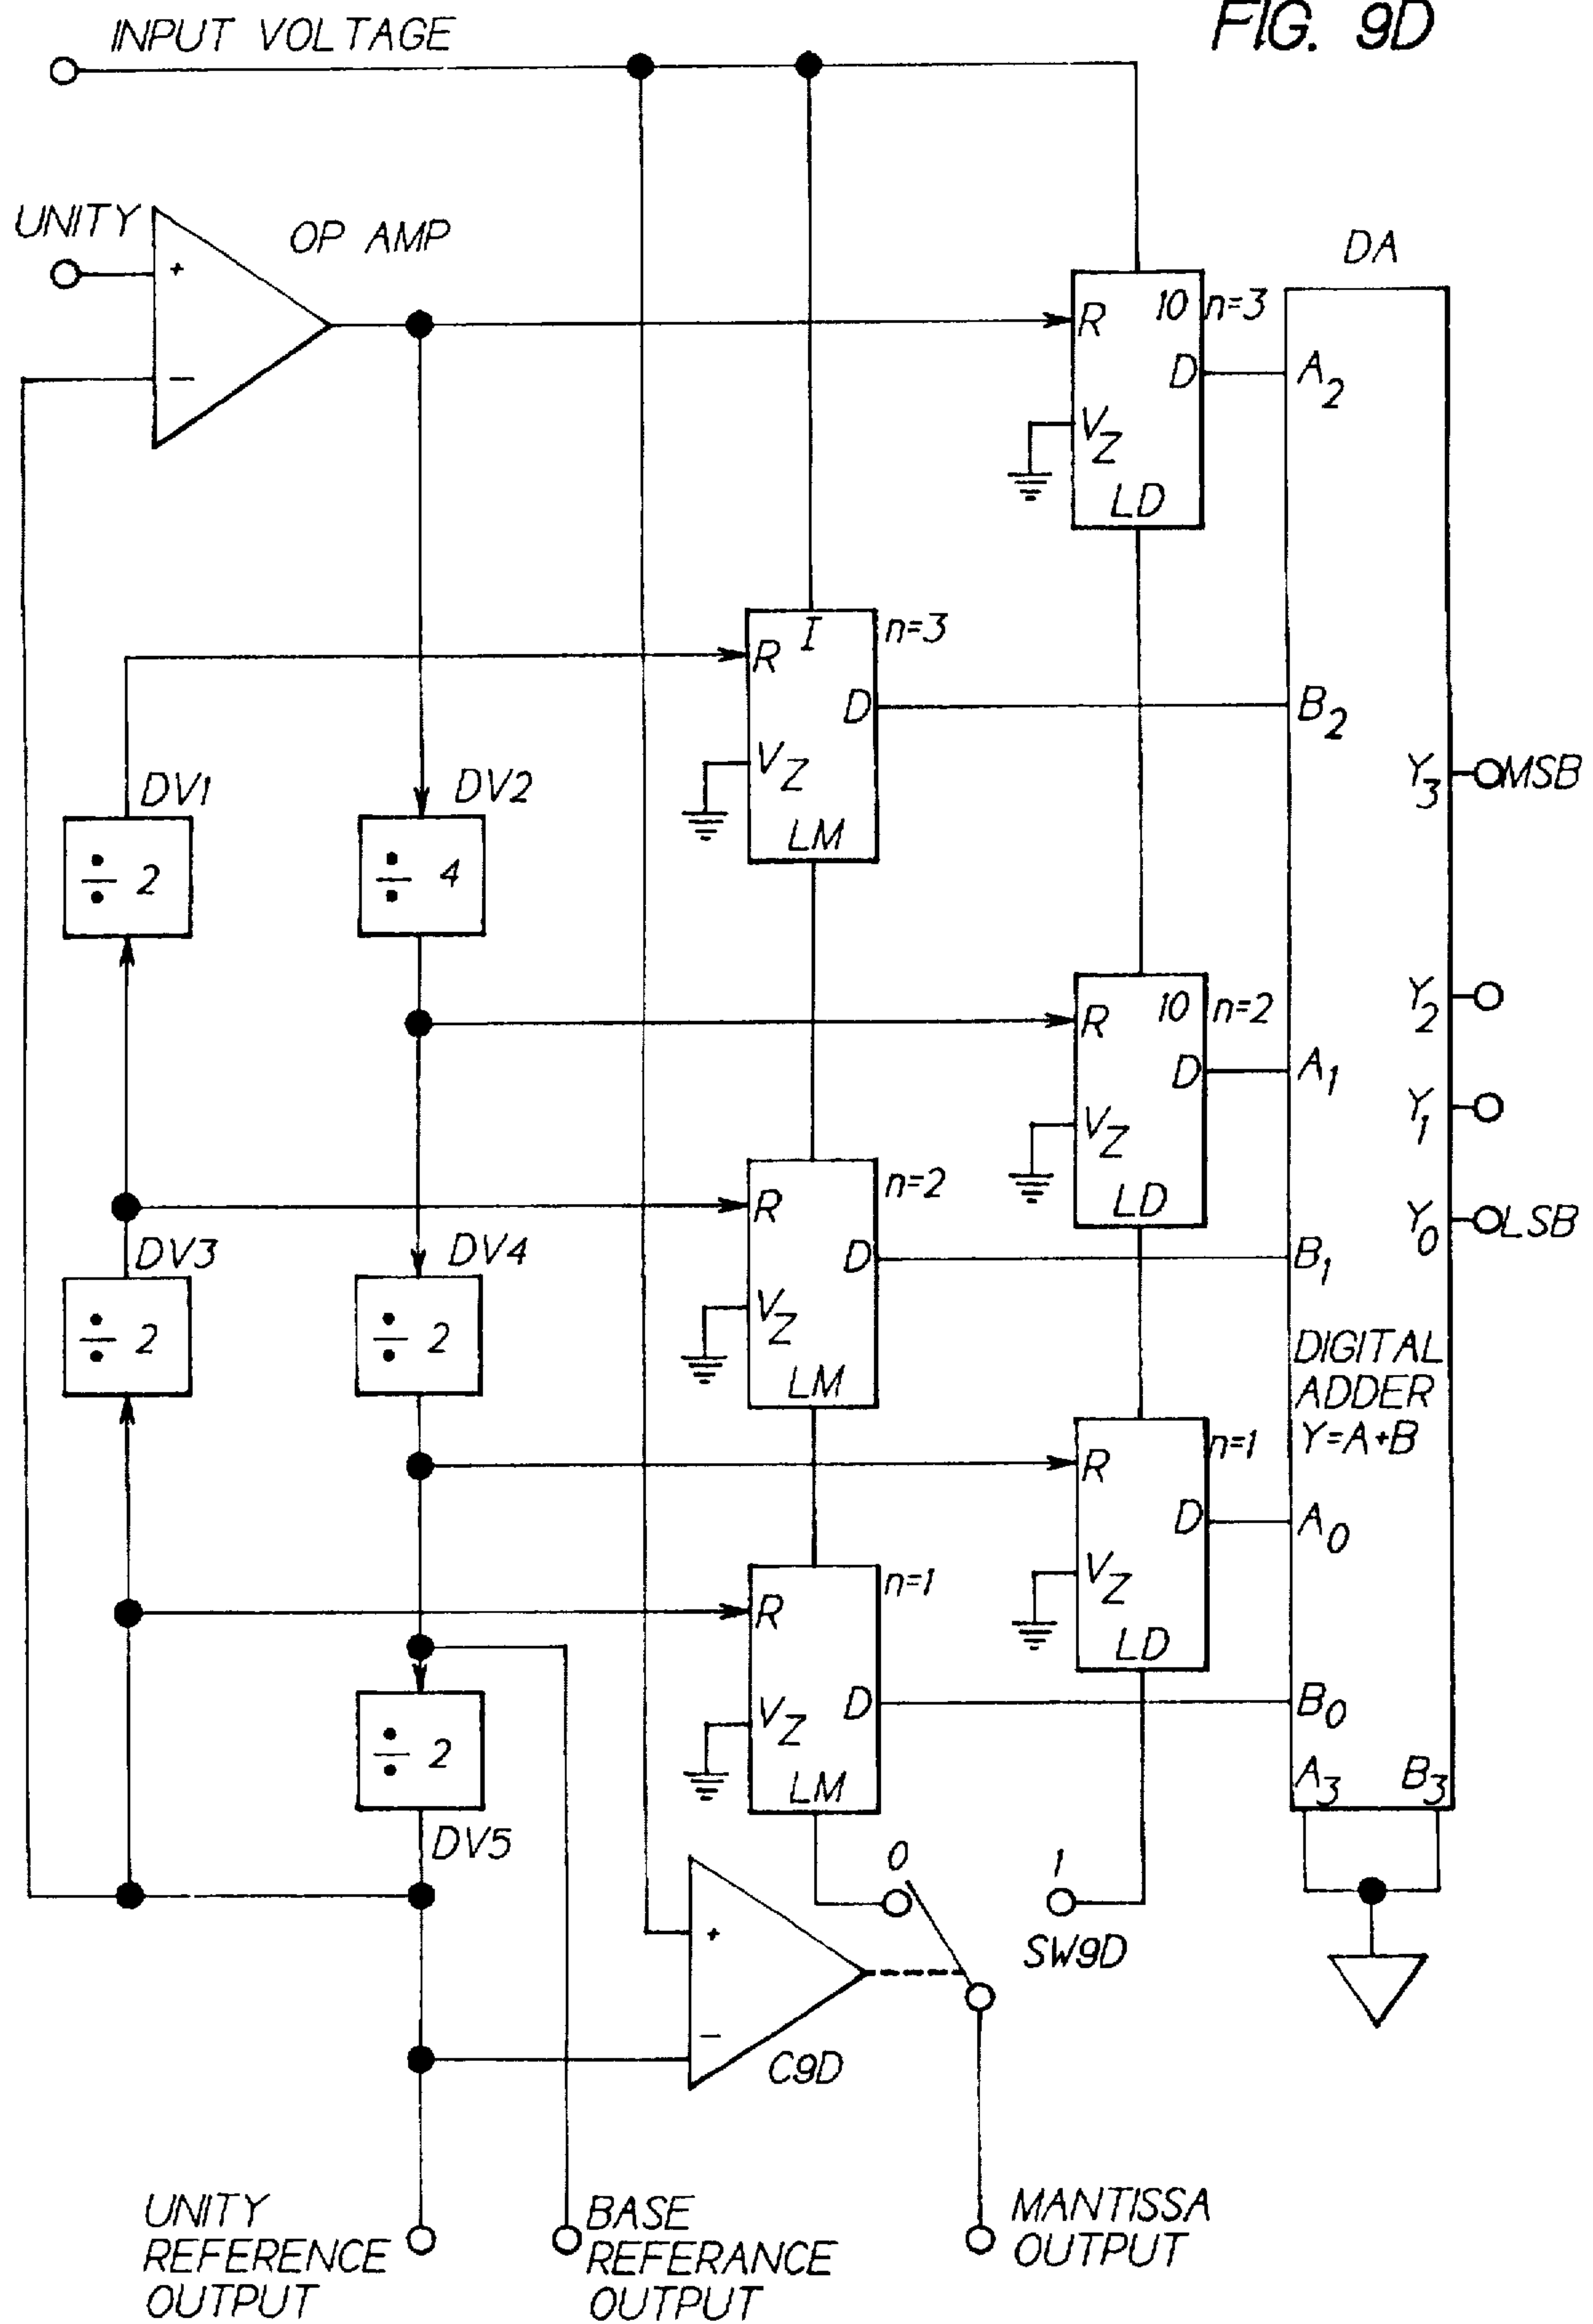 FIG. 9D
INPUT VOLTAGE
UNITY
OP AMP
+
−
DA
R
10
n=3
D
A2
VZ
LD
I
n=3
R
D
B2
VZ
LM
Y3
MSB
DV1
DV2
÷ 2
÷ 4
10
n=2
R
D
A1
VZ
LD
Y2
Y1
Y0
LSB
n=2
R
D
B1
VZ
LM
DV3
DV4
÷ 2
÷ 2
DIGITAL
ADDER
Y=A+B
n=1
R
D
A0
VZ
LD
n=1
R
D
B0
VZ
LM
A3
B3
÷ 2
DV5
0
1
SW9D
+
−
C9D
UNITY
REFERENCE
OUTPUT
BASE
REFERANCE
OUTPUT
MANTISSA
OUTPUT